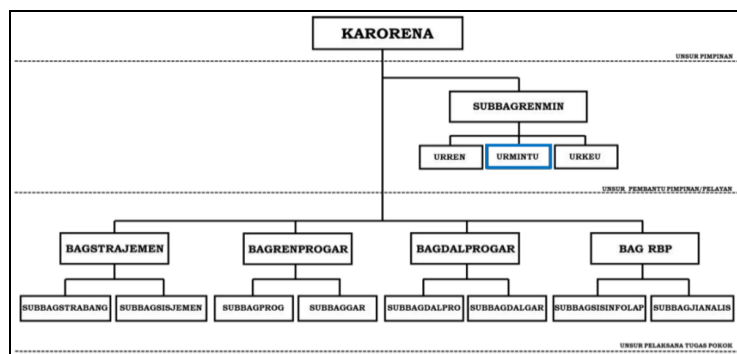 KARORENA
UNSUR PIMPINAN
SUBBAGRENMIN
URREN URMINTU URKEU
UNSUR PEMBANTU PIMPINAN/PELAYAN
BAGSTRAJEMEN BAGRENPROGAR BAGDALPROGAR BAG RBP
SUBBAGSTRABANG SUBBAGSISJEMEN SUBBAGPROG SUBBAGGAR SUBBAGDALPRO SUBBAGDALGAR SUBBAGSISINFOLAP SUBBAGJIANALIS
UNSUR PELAKSANA TUGAS POKOK